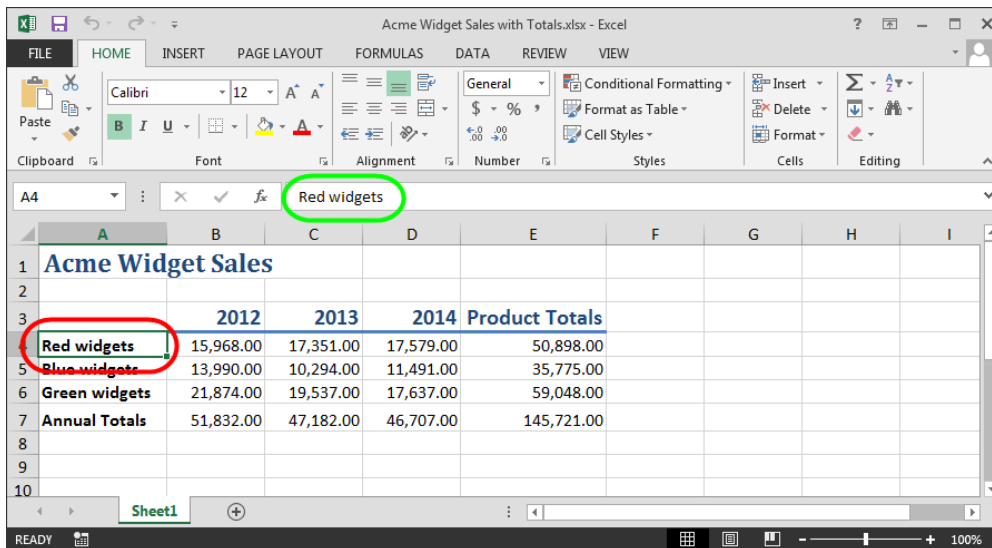 Acme Widget Sales with Totals.xlsx - Excel
FILE HOME INSERT PAGE LAYOUT FORMULAS DATA REVIEW VIEW
Paste
Calibri 12
B I U A
General
$ % ,
Conditional Formatting
Format as Table
Cell Styles
Insert
Delete
Format
Clipboard Font Alignment Number Styles Cells Editing
A4 fx Red widgets
A B C D E F G H I
1 Acme Widget Sales
2
3 2012 2013 2014 Product Totals
4 Red widgets 15,968.00 17,351.00 17,579.00 50,898.00
5 Blue widgets 13,990.00 10,294.00 11,491.00 35,775.00
6 Green widgets 21,874.00 19,537.00 17,637.00 59,048.00
7 Annual Totals 51,832.00 47,182.00 46,707.00 145,721.00
8
9
10
Sheet1
READY 100%